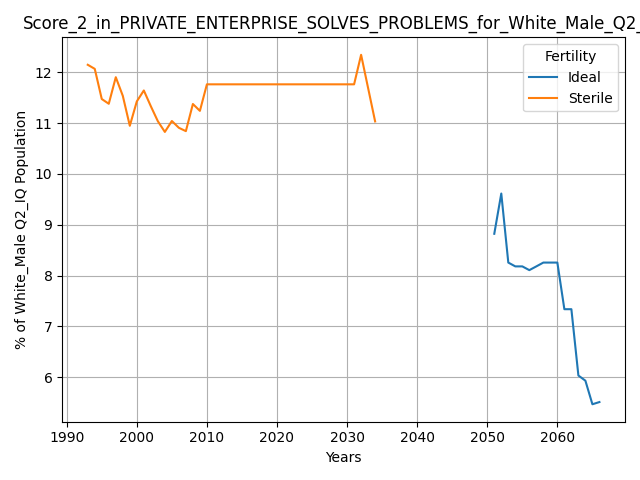 Score_2_in_PRIVATE_ENTERPRISE_SOLVES_PROBLEMS_for_White_Male_Q2_
Fertility
Ideal
Sterile
% of White_Male Q2_IQ Population
12
11
10
9
8
7
6
1990 2000 2010 2020 2030 2040 2050 2060
Years